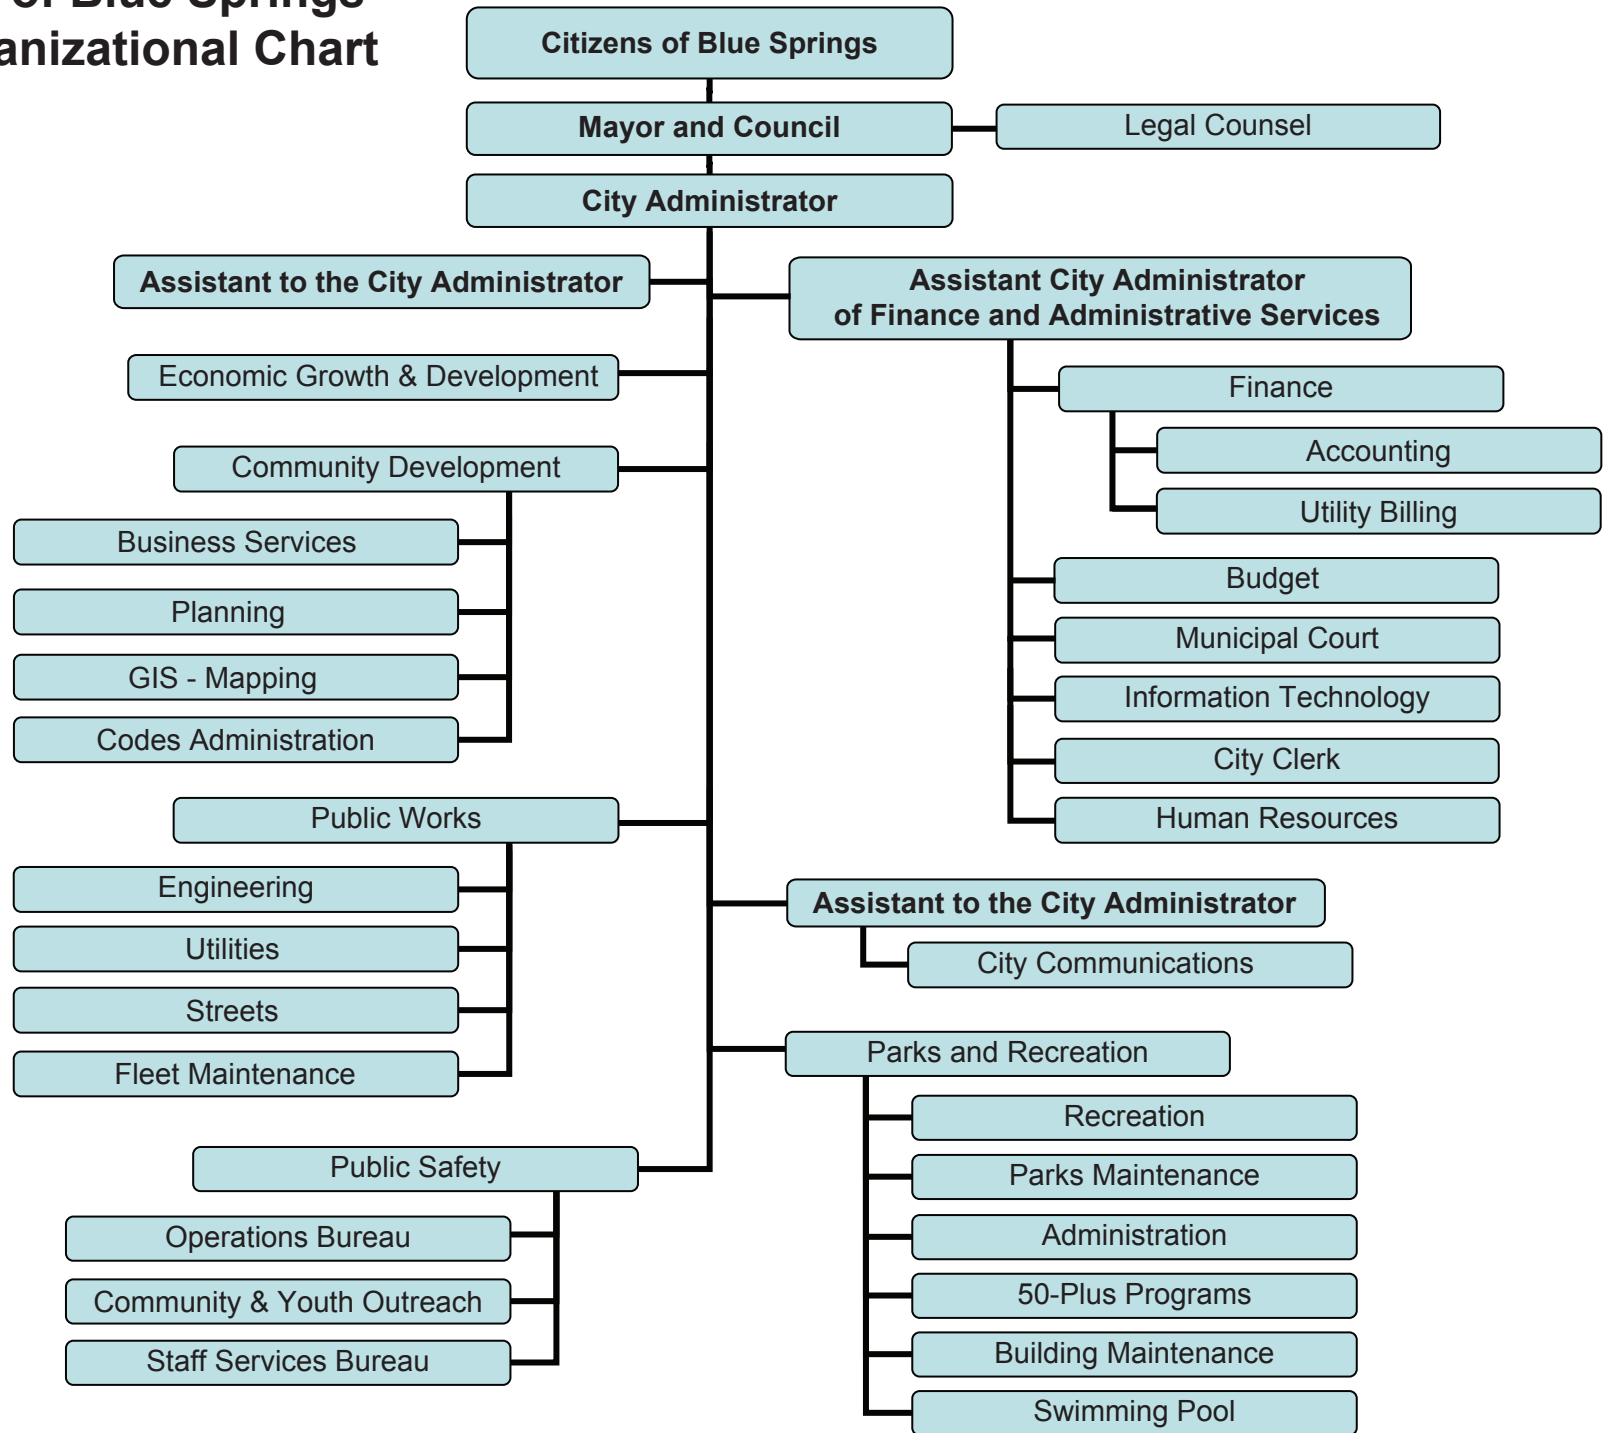 of Blue Springs
anizational Chart
Citizens of Blue Springs
Mayor and Council
Legal Counsel
City Administrator
Assistant to the City Administrator
Assistant City Administrator
of Finance and Administrative Services
Economic Growth & Development
Finance
Community Development
Accounting
Utility Billing
Business Services
Planning
GIS - Mapping
Codes Administration
Budget
Municipal Court
Information Technology
City Clerk
Human Resources
Public Works
Engineering
Utilities
Streets
Fleet Maintenance
Assistant to the City Administrator
City Communications
Parks and Recreation
Recreation
Parks Maintenance
Administration
50-Plus Programs
Building Maintenance
Swimming Pool
Public Safety
Operations Bureau
Community & Youth Outreach
Staff Services Bureau